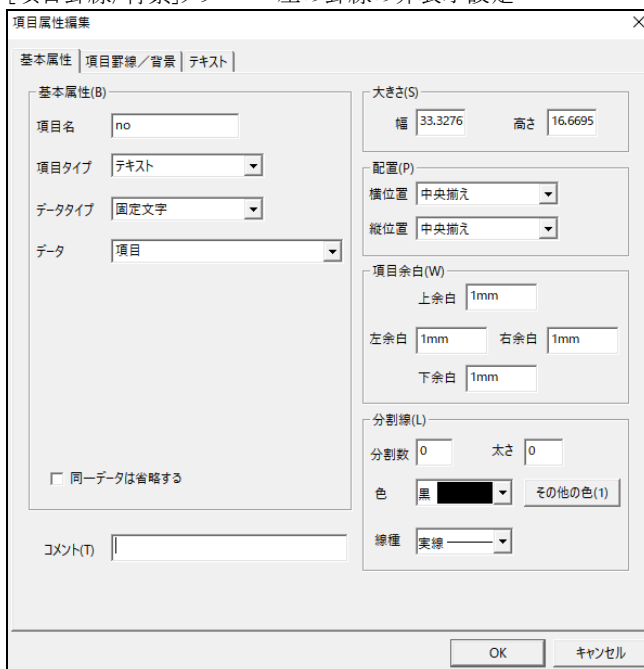 項目属性編集
基本属性 項目罫線／背景 テキスト
基本属性(B)
項目名 no
項目タイプ テキスト
データタイプ 固定文字
データ 項目
同一データは省略する
コメント(T)
大きさ(S)
幅 33.3276 高さ 16.6695
配置(P)
横位置 中央揃え
縦位置 中央揃え
項目余白(W)
上余白 1mm
左余白 1mm 右余白 1mm
下余白 1mm
分割線(L)
分割数 0 太さ 0
色 黒 その他の色(1)
線種 実線
OK キャンセル